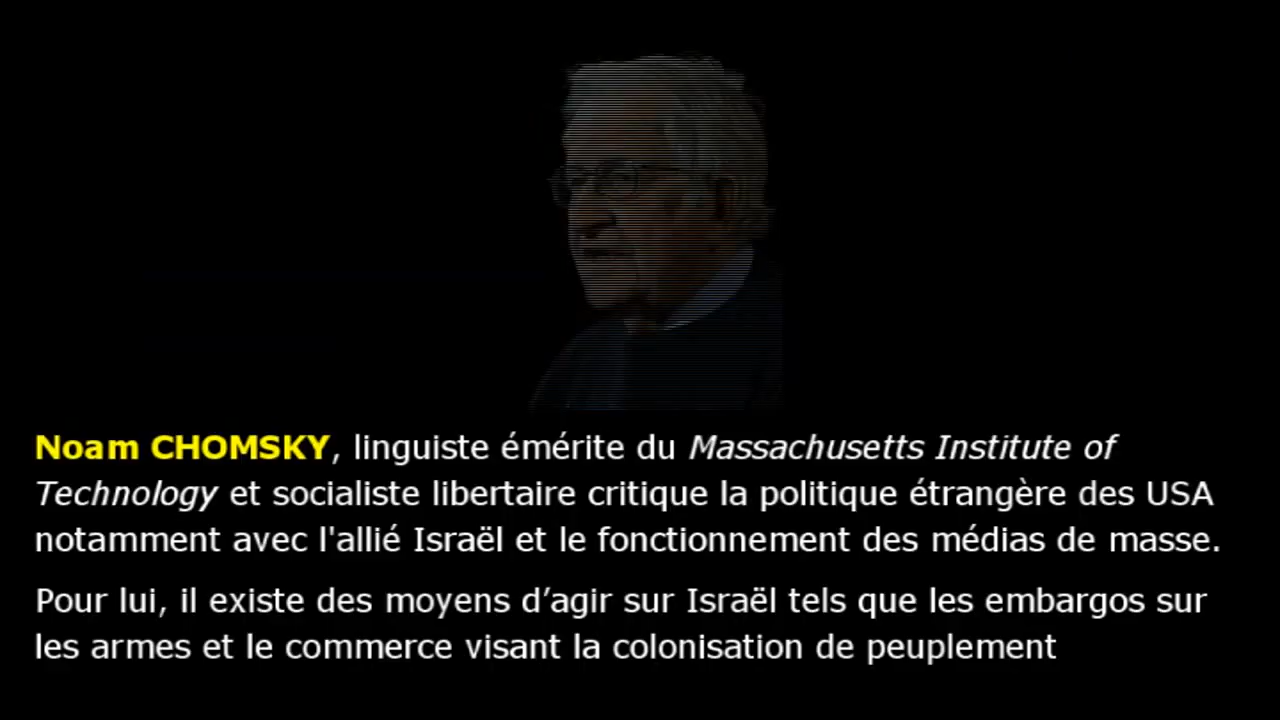 Noam CHOMSKY, linguiste émérite du Massachusetts Institute of
Technology et socialiste libertaire critique la politique étrangère des USA
notamment avec l'allié Israël et le fonctionnement des médias de masse.
Pour lui, il existe des moyens d’agir sur Israël tels que les embargos sur
les armes et le commerce visant la colonisation de peuplement